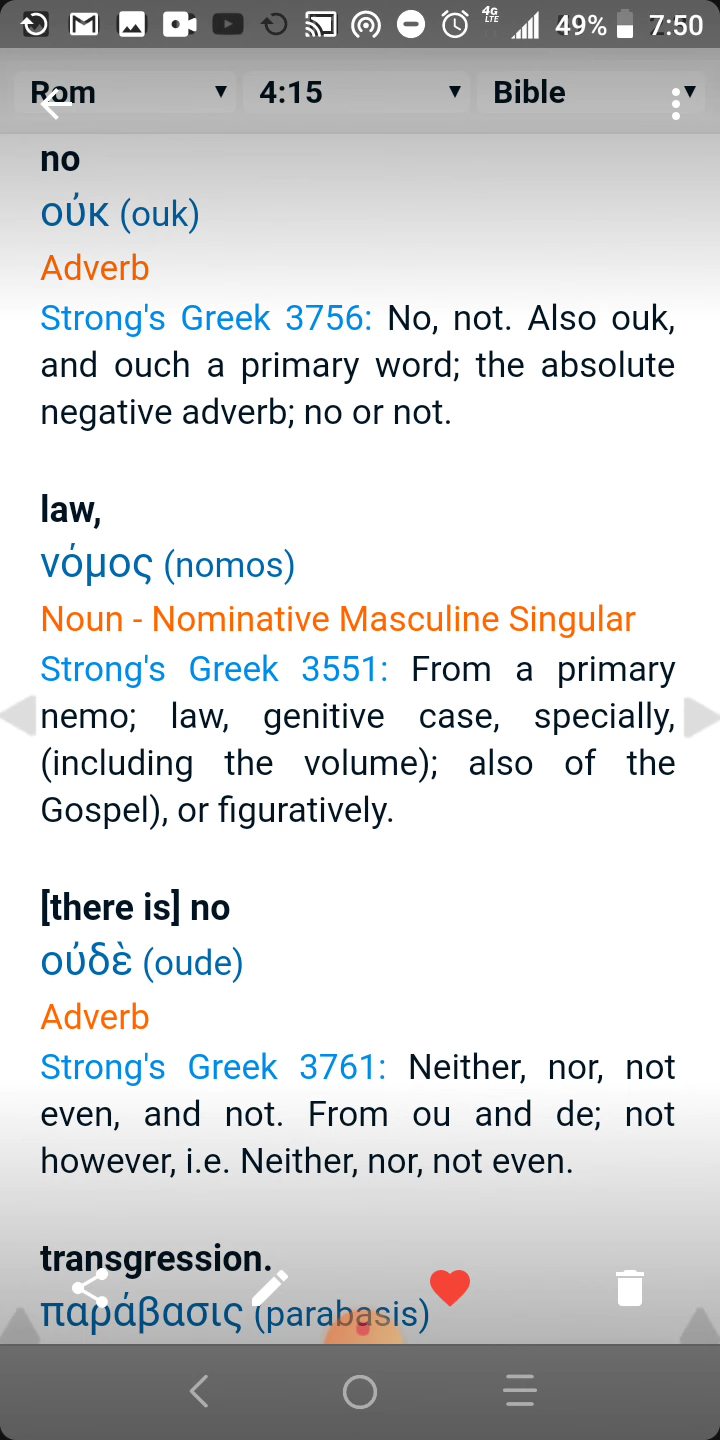 4G
LTE
49%
7:50
Rom
4:15
Bible
no
οὐκ (ouk)
Adverb
Strong's Greek 3756: No, not. Also ouk,
and ouch a primary word; the absolute
negative adverb; no or not.
law,
νόμος (nomos)
Noun - Nominative Masculine Singular
Strong's Greek 3551: From a primary
nemo; law, genitive case, specially,
(including the volume); also of the
Gospel), or figuratively.
[there is] no
οὐδὲ (oude)
Adverb
Strong's Greek 3761: Neither, nor, not
even, and not. From ou and de; not
however, i.e. Neither, nor, not even.
transgression.
παράβασις (parabasis)